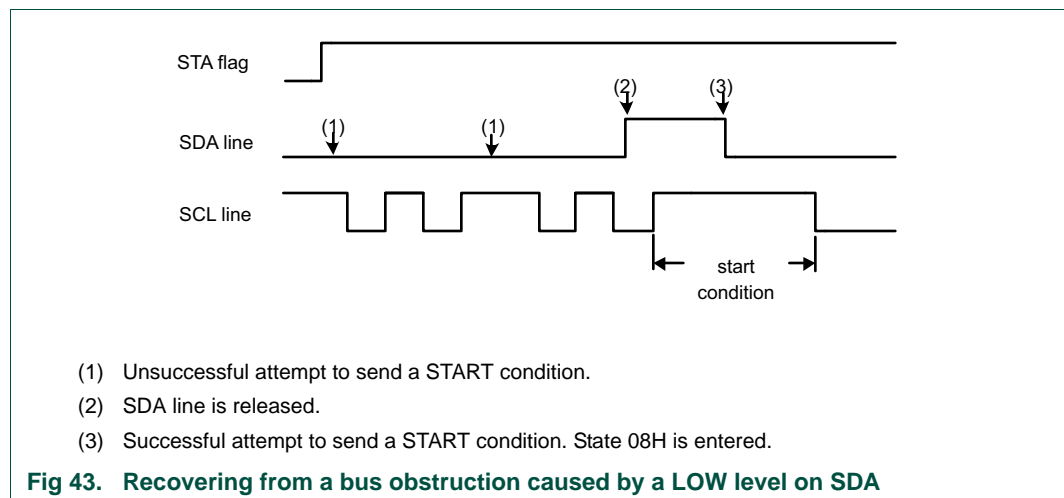 STA flag
(2) (3)
(1) (1)
SDA line
SCL line
start
condition
(1) Unsuccessful attempt to send a START condition.
(2) SDA line is released.
(3) Successful attempt to send a START condition. State 08H is entered.
Fig 43. Recovering from a bus obstruction caused by a LOW level on SDA